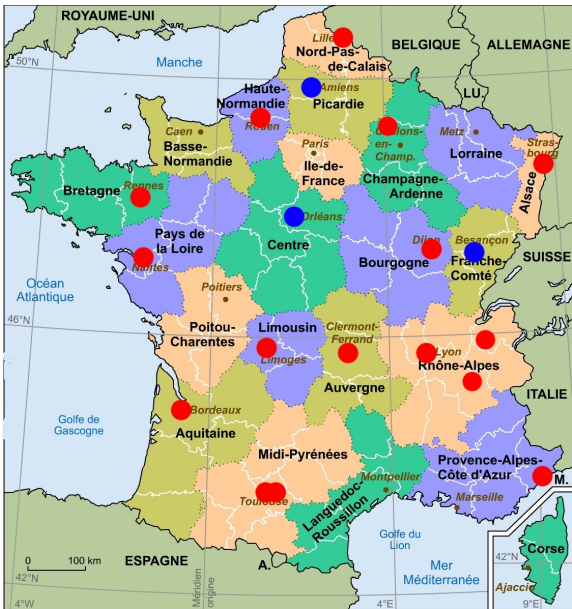 ROYAUME-UNI
BELGIQUE
ALLEMAGNE
LU.
50°N
Manche
Lille
Nord-Pas-
de-Calais
Haute-
Normandie
Amiens
Picardie
Rouen
Caen
Basse-
Normandie
Paris
Ile-de-
France
Châlons-
en-
Champ.
Champagne-
Ardenne
Metz
Lorraine
Stras-
bourg
Alsace
Rennes
Bretagne
Pays de
la Loire
Nantes
Orléans
Centre
Dijon
Bourgogne
Besançon
Franche-
Comté
SUISSE
Océan
Atlantique
Poitiers
Poitou-
Charentes
46°N
Limousin
Limoges
Clermont-
Ferrand
Auvergne
Lyon
Rhône-Alpes
ITALIE
Golfe de
Gascogne
Bordeaux
Aquitaine
Midi-Pyrénées
Toulouse
Montpellier
Languedoc-
Roussillon
Provence-Alpes-
Côte d'Azur
Marseille
M.
Golfe du
Lion
Mer
Méditerranée
0 100 km
ESPAGNE
A.
42°N
4°W
Méridien
origine
4°E
Corse
42°N
Ajaccio
9°E